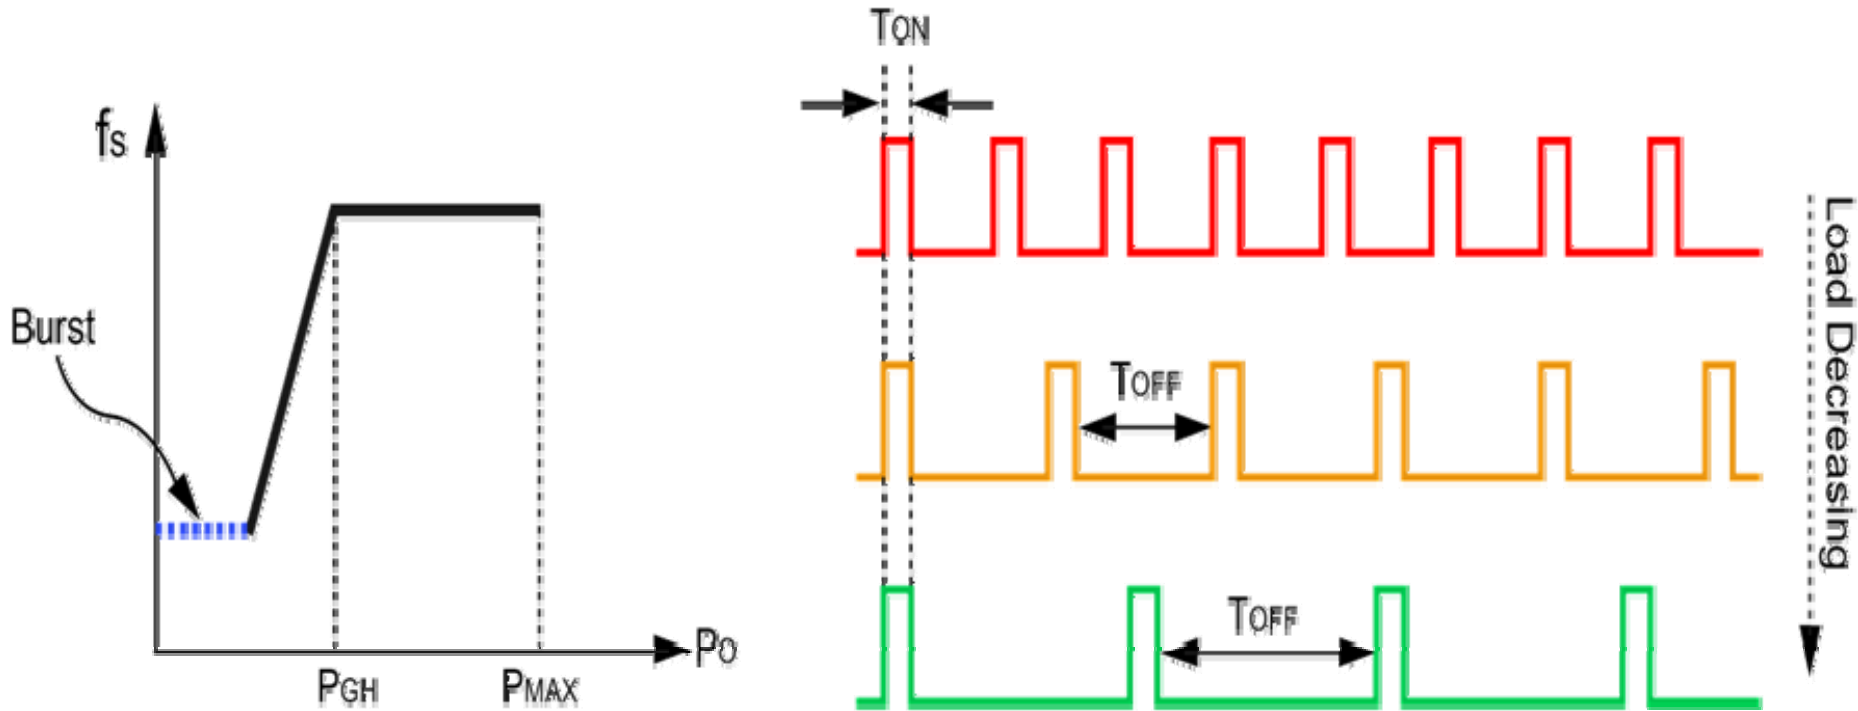 fs
Burst
PGH
PMAX
Po
TON
TOFF
TOFF
Load Decreasing